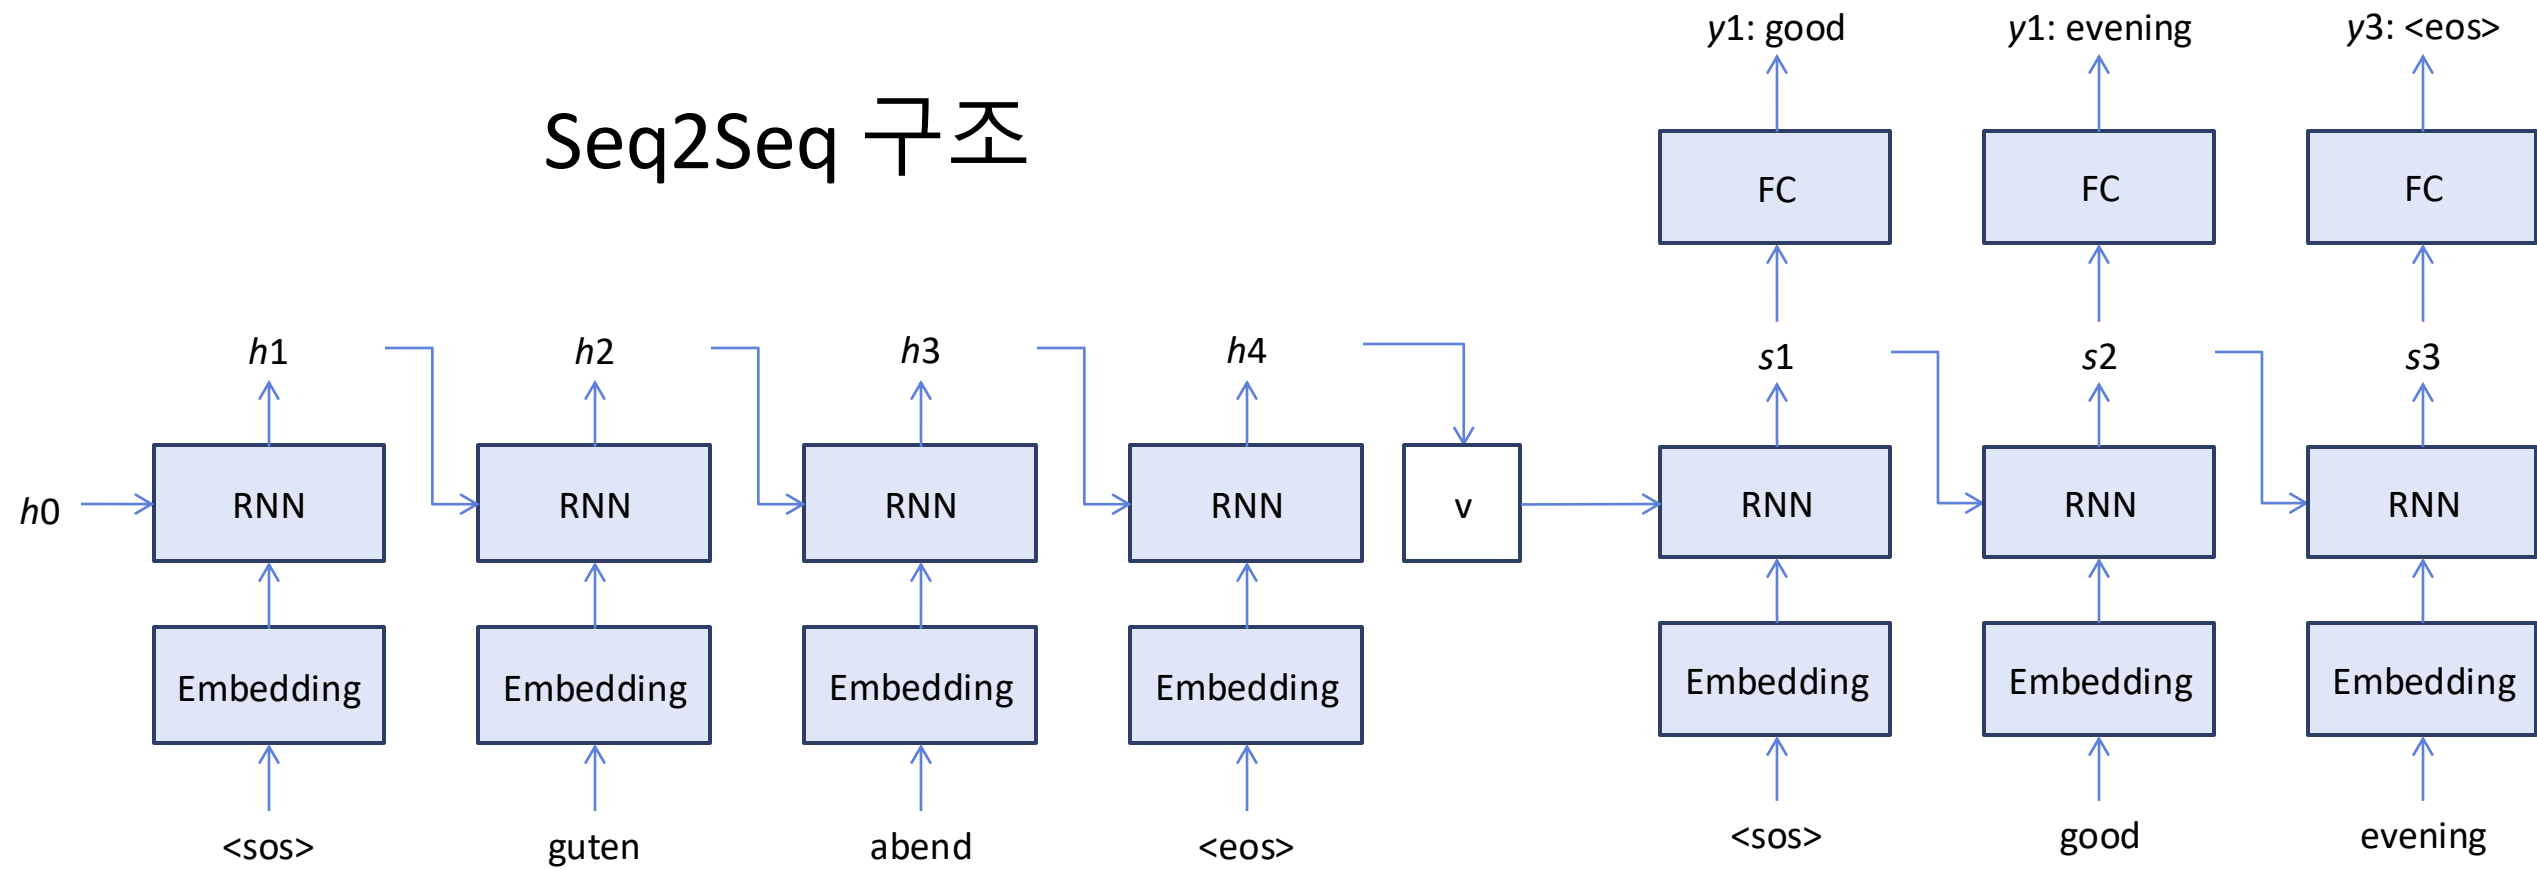 y1: good y1: evening y3: <eos>
Seq2Seq 구조
FC FC FC
h1 h2 h3 h4 s1 s2 s3
h0 RNN RNN RNN RNN v RNN RNN RNN
Embedding Embedding Embedding Embedding Embedding Embedding Embedding
<sos> guten abend <eos> <sos> good evening